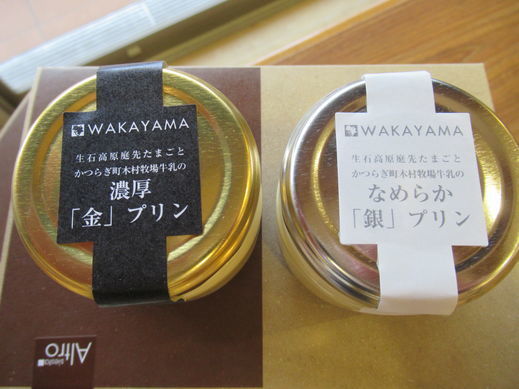 WAKAYAMA
生石高原庭先たまごと
かつらぎ町木村牧場牛乳の
濃厚
「金」プリン
WAKAYAMA
生石高原庭先たまごと
かつらぎ町木村牧場牛乳の
なめらか
「銀」プリン
Altro